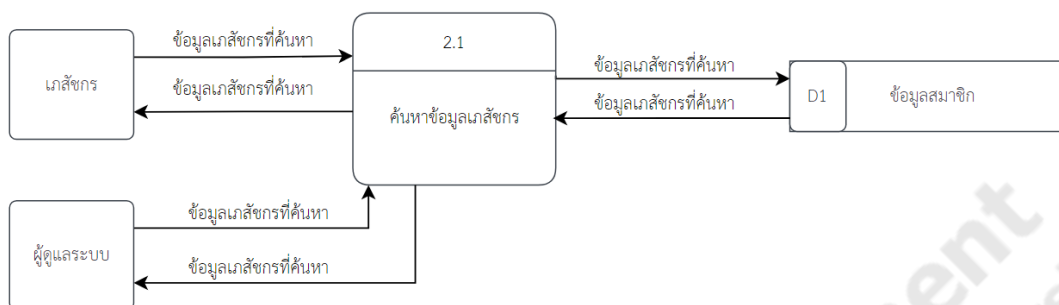 ข้อมูลเภสัชกรที่ค้นหา
2.1
เภสัชกร
ข้อมูลเภสัชกรที่ค้นหา
ค้นหาข้อมูลเภสัชกร
ข้อมูลเภสัชกรที่ค้นหา
D1
ข้อมูลสมาชิก
ข้อมูลเภสัชกรที่ค้นหา
ผู้ดูแลระบบ
ข้อมูลเภสัชกรที่ค้นหา
ข้อมูลเภสัชกรที่ค้นหา